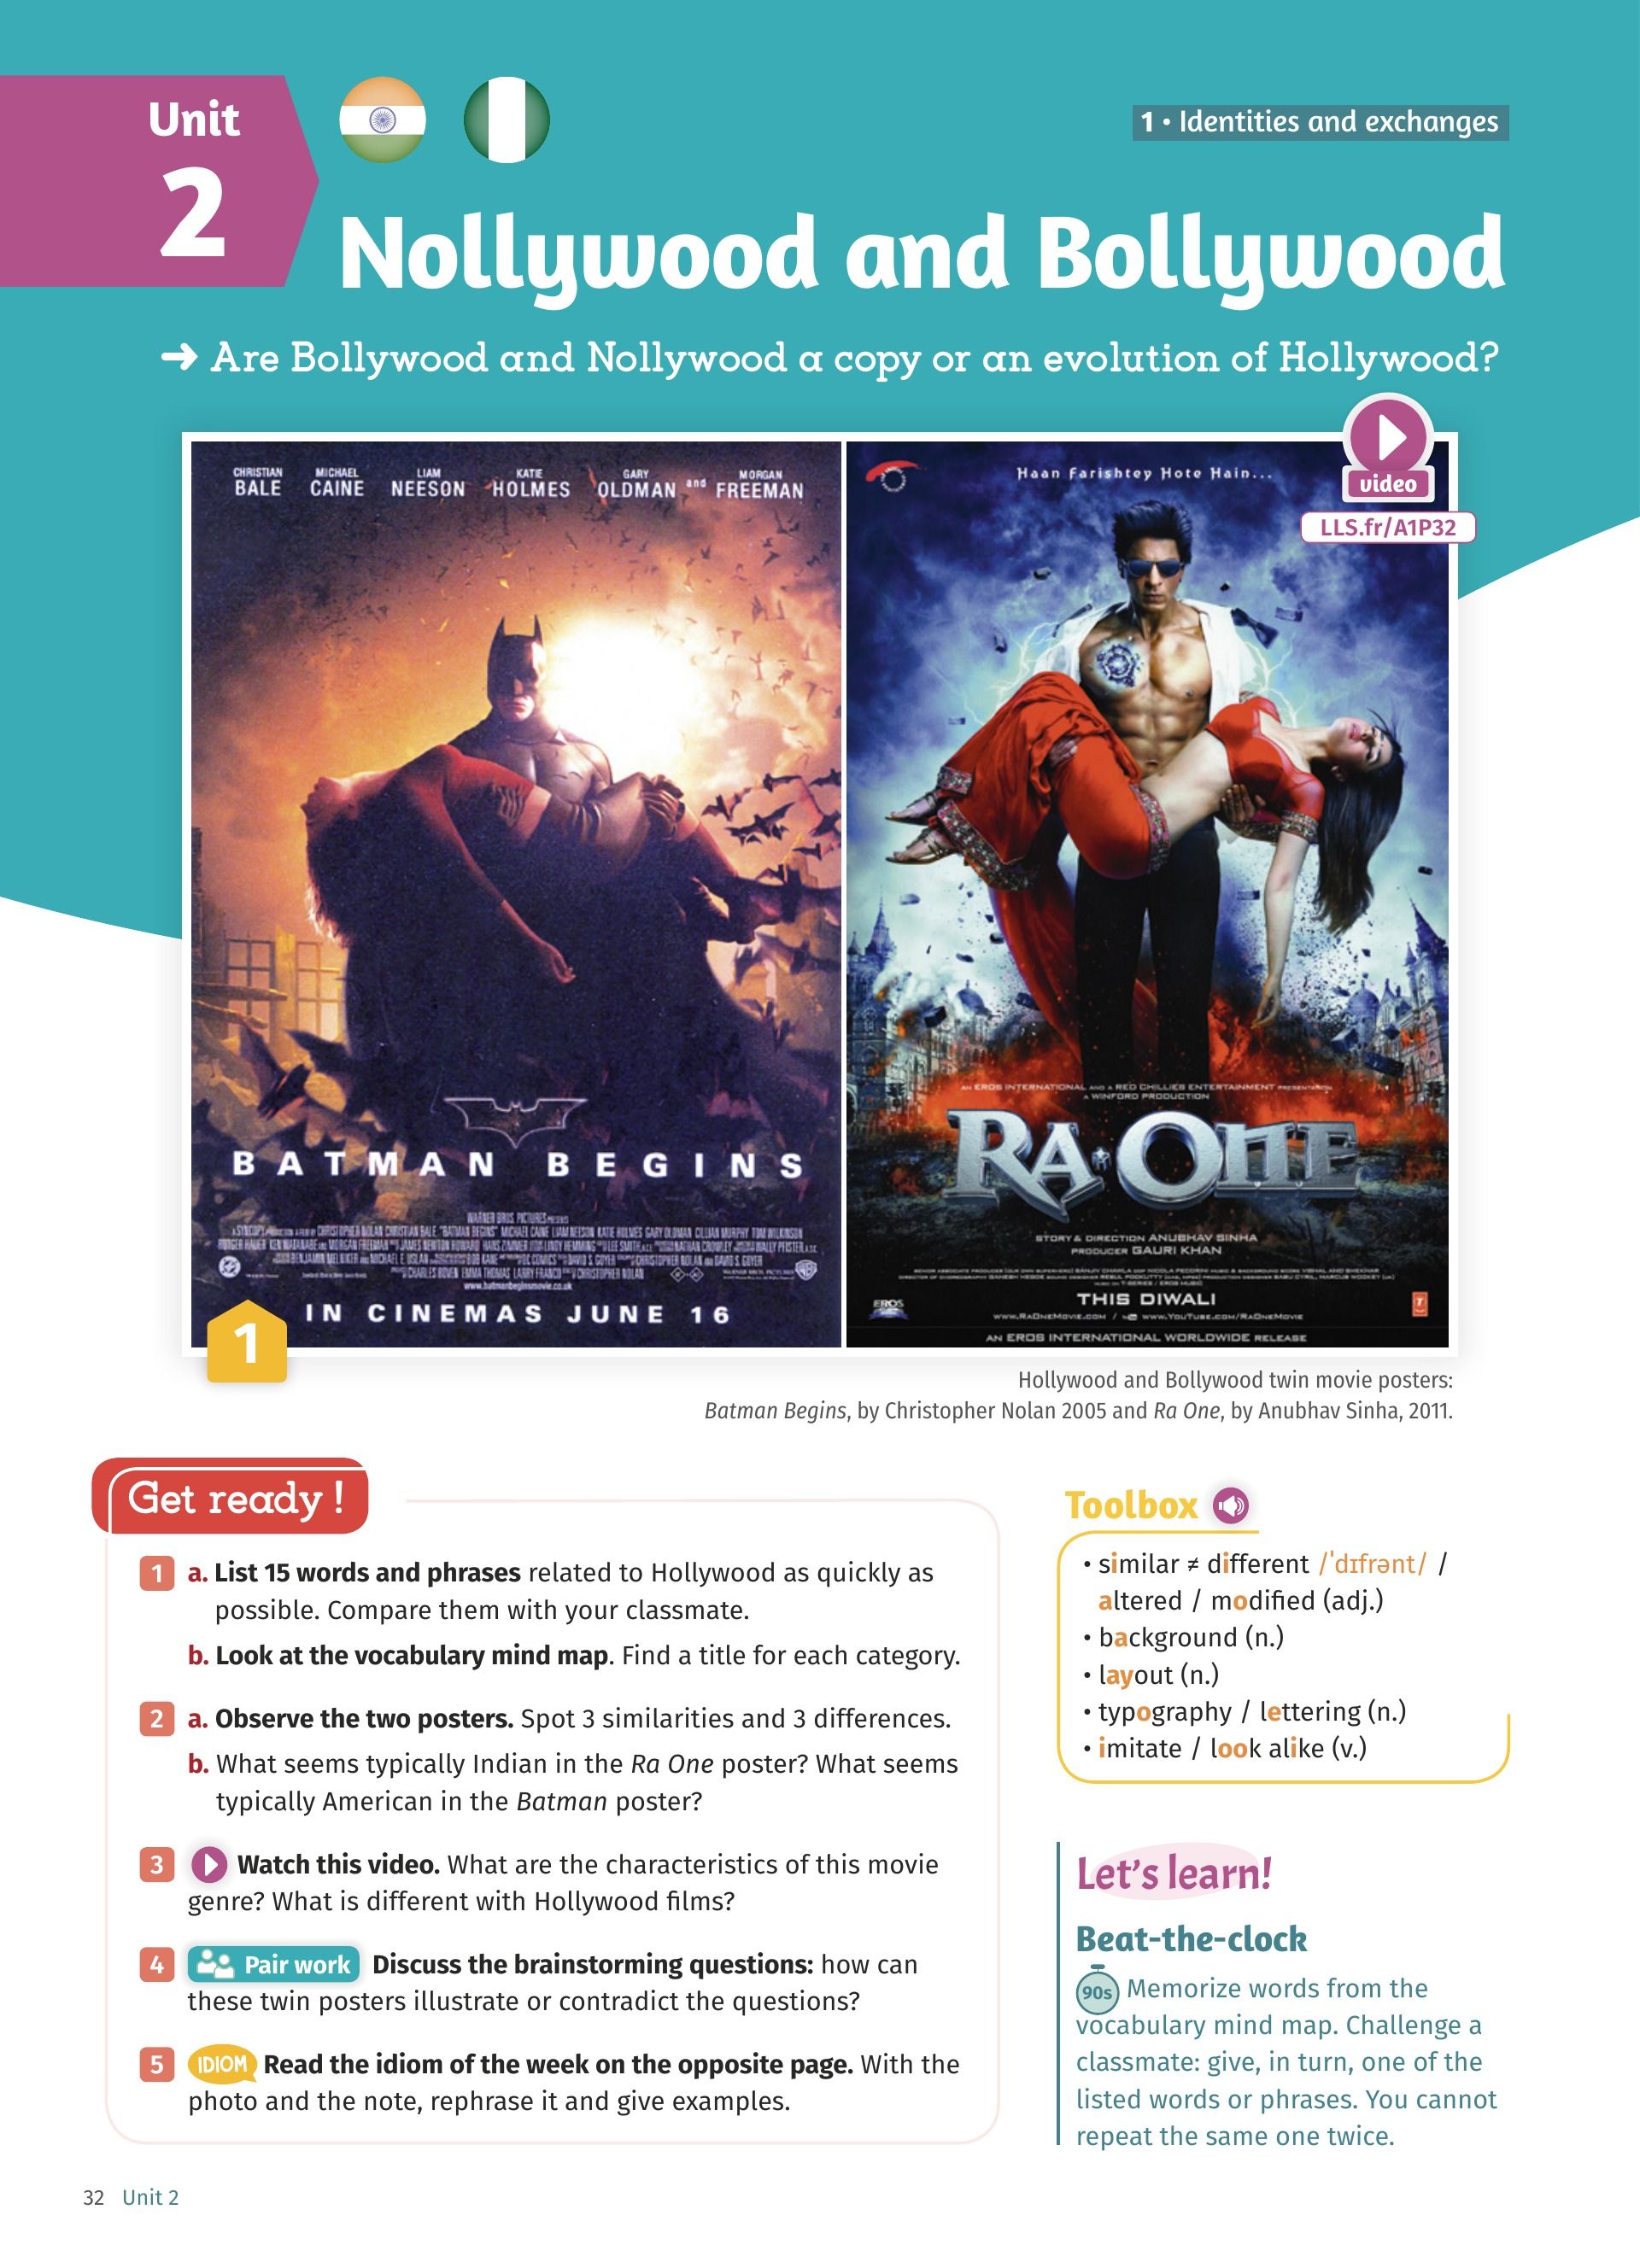 Unit
2
1 • Identities and exchanges
Nollywood and Bollywood
➜ Are Bollywood and Nollywood a copy or an evolution of Hollywood?
video
LLS.fr/A1P32
CHRISTIAN BALE MICHAEL CAINE LIAM NEESON KATIE HOLMES GARY OLDMAN and MORGAN FREEMAN
BATMAN BEGINS
WARNER BROS. PICTURES
www.batmanbeginsmovie.co.uk
IN CINEMAS JUNE 16
1
Haan Farishtey Hote Hain...
AN EROS INTERNATIONAL AND A RED CHILLIES ENTERTAINMENT PRESENTATION
A WINFORD PRODUCTION
RA·ONE
STORY & DIRECTION ANUBHAV SINHA
PRODUCER GAURI KHAN
THIS DIWALI
EROS
www.RaOneMovie.com / www.YouTube.com/RaOneMovie
AN EROS INTERNATIONAL WORLDWIDE RELEASE
Hollywood and Bollywood twin movie posters:
Batman Begins, by Christopher Nolan 2005 and Ra One, by Anubhav Sinha, 2011.
Get ready !
1 a. List 15 words and phrases related to Hollywood as quickly as
possible. Compare them with your classmate.
b. Look at the vocabulary mind map. Find a title for each category.
2 a. Observe the two posters. Spot 3 similarities and 3 differences.
b. What seems typically Indian in the Ra One poster? What seems
typically American in the Batman poster?
3 Watch this video. What are the characteristics of this movie
genre? What is different with Hollywood films?
4 Pair work Discuss the brainstorming questions: how can
these twin posters illustrate or contradict the questions?
5 IDIOM Read the idiom of the week on the opposite page. With the
photo and the note, rephrase it and give examples.
Toolbox
• similar ≠ different /ˈdɪfrənt/ /
altered / modified (adj.)
• background (n.)
• layout (n.)
• typography / lettering (n.)
• imitate / look alike (v.)
Let's learn!
Beat-the-clock
90s Memorize words from the
vocabulary mind map. Challenge a
classmate: give, in turn, one of the
listed words or phrases. You cannot
repeat the same one twice.
32 Unit 2